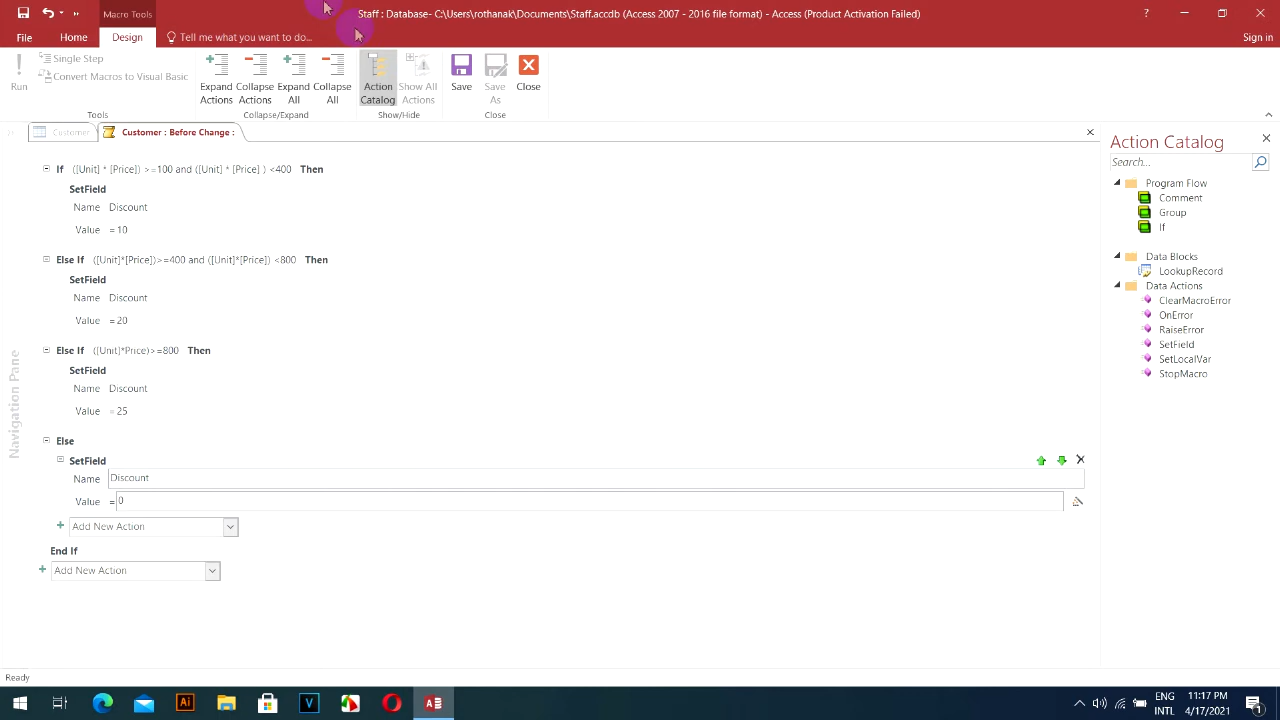 Macro Tools
Staff : Database- C:\Users\rothanak\Documents\Staff.accdb (Access 2007 - 2016 file format) - Access (Product Activation Failed)
File
Home
Design
Tell me what you want to do...
Sign in
Run
Single Step
Convert Macros to Visual Basic
Tools
Expand Actions
Collapse Actions
Expand All
Collapse All
Collapse/Expand
Action Catalog
Show All Actions
Show/Hide
Save
Save As
Close
Close
Customer
Customer : Before Change :
If ([Unit] * [Price]) >=100 and ([Unit] * [Price] ) <400 Then
SetField
Name Discount
Value = 10
Else If ([Unit]*[Price])>=400 and ([Unit]*[Price]) <800 Then
SetField
Name Discount
Value = 20
Else If ([Unit]*Price)>=800 Then
SetField
Name Discount
Value = 25
Else
SetField
Name Discount
Value = 0
Add New Action
End If
Add New Action
Navigation Pane
Action Catalog
Search...
Program Flow
Comment
Group
If
Data Blocks
LookupRecord
Data Actions
ClearMacroError
OnError
RaiseError
SetField
SetLocalVar
StopMacro
Ready
ENG
INTL
11:17 PM
4/17/2021